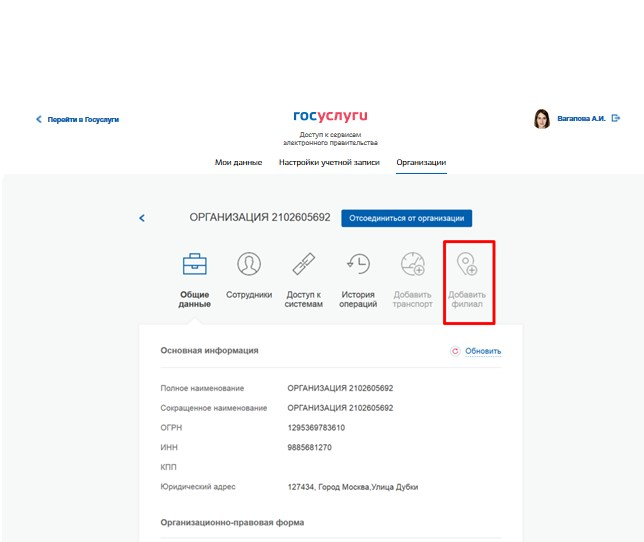 Перейти в Госуслуги
госуслуги
Вагапова А.И.
Доступ к сервисам
электронного правительства
Мои данные Настройки учетной записи Организации
ОРГАНИЗАЦИЯ 2102605692 Отсоединиться от организации
Общие данные Сотрудники Доступ к системам История операций Добавить транспорт Добавить филиал
Основная информация Обновить
Полное наименование ОРГАНИЗАЦИЯ 2102605692
Сокращенное наименование ОРГАНИЗАЦИЯ 2102605692
ОГРН 1295369783610
ИНН 9885681270
КПП
Юридический адрес 127434, Город Москва,Улица Дубки
Организационно-правовая форма